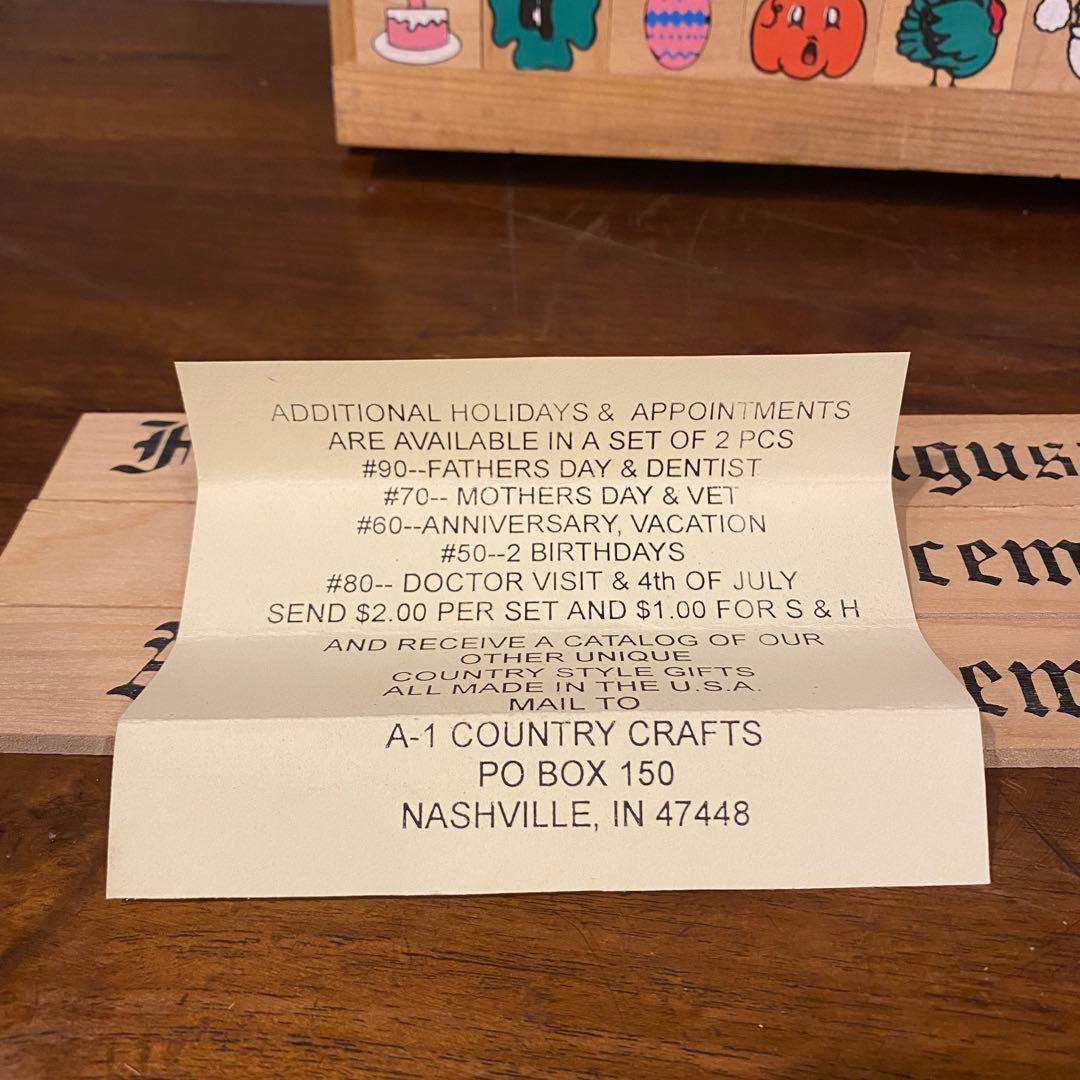 ADDITIONAL HOLIDAYS & APPOINTMENTS
ARE AVAILABLE IN A SET OF 2 PCS
#90--FATHERS DAY & DENTIST
#70-- MOTHERS DAY & VET
#60--ANNIVERSARY, VACATION
#50--2 BIRTHDAYS
#80-- DOCTOR VISIT & 4th OF JULY
SEND $2.00 PER SET AND $1.00 FOR S & H
AND RECEIVE A CATALOG OF OUR
OTHER UNIQUE
COUNTRY STYLE GIFTS
ALL MADE IN THE U.S.A.
MAIL TO
A-1 COUNTRY CRAFTS
PO BOX 150
NASHVILLE, IN 47448